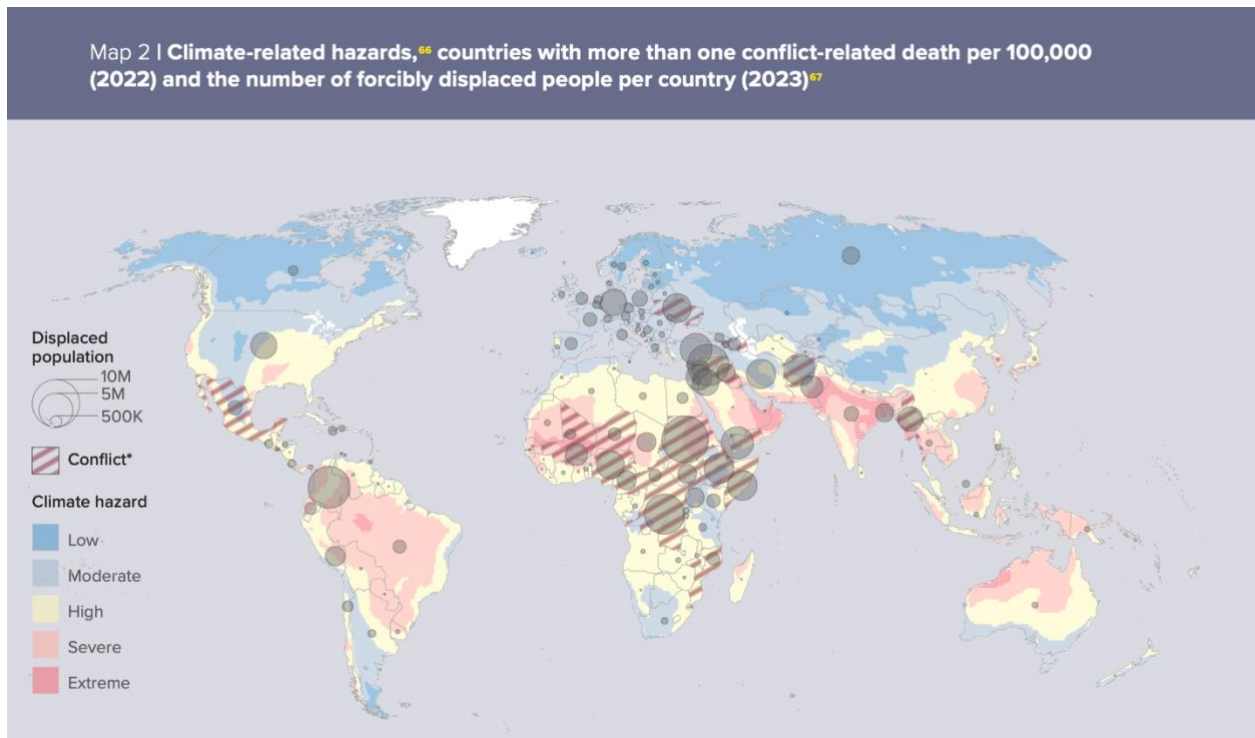 Map 2 | Climate-related hazards,66 countries with more than one conflict-related death per 100,000
(2022) and the number of forcibly displaced people per country (2023)67
Displaced
population
10M
5M
500K
Conflict*
Climate hazard
Low
Moderate
High
Severe
Extreme